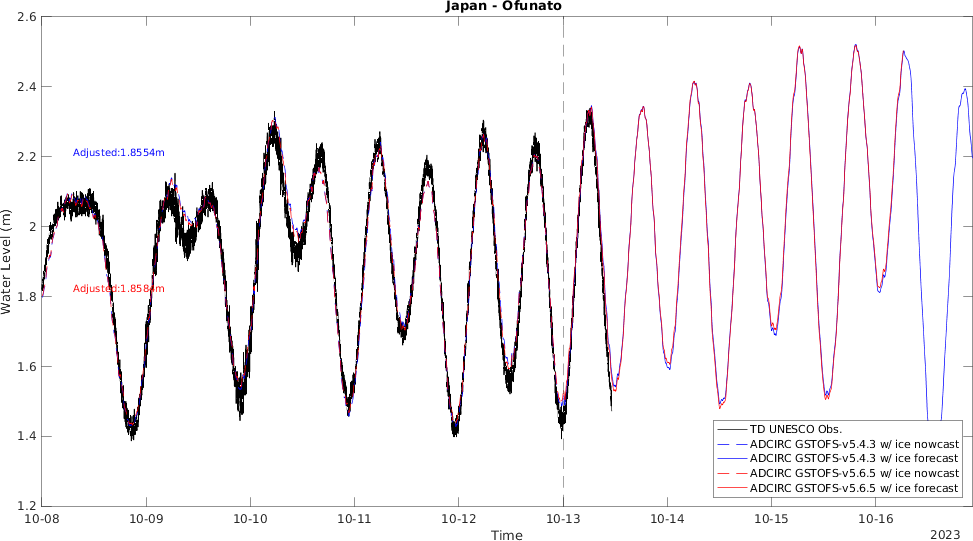 Japan - Ofunato
2.6
2.4
2.2
2
1.8
1.6
1.4
1.2
Water Level (m)
Adjusted:1.8554m
Adjusted:1.8584m
TD UNESCO Obs.
ADCIRC GSTOFS-v5.4.3 w/ ice nowcast
ADCIRC GSTOFS-v5.4.3 w/ ice forecast
ADCIRC GSTOFS-v5.6.5 w/ ice nowcast
ADCIRC GSTOFS-v5.6.5 w/ ice forecast
10-08 10-09 10-10 10-11 10-12 10-13 10-14 10-15 10-16
Time
2023